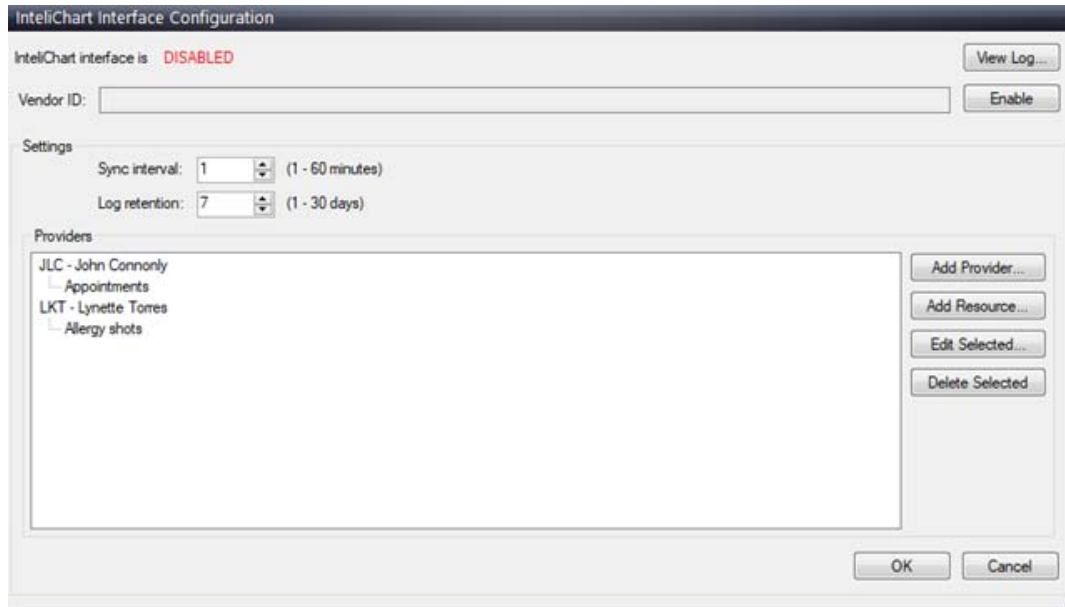 InteliChart Interface Configuration
InteliChart interface is DISABLED
View Log...
Vendor ID:
Enable
Settings
Sync interval: 1 (1 - 60 minutes)
Log retention: 7 (1 - 30 days)
Providers
JLC - John Connonly
Appointments
LKT - Lynette Torres
Allergy shots
Add Provider...
Add Resource...
Edit Selected...
Delete Selected
OK
Cancel